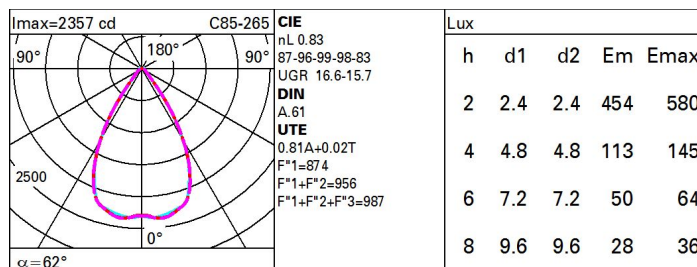 Imax=2357 cd C85-265
90° 180° 90°
2500
0°
α=62°
CIE
nL 0.83
87-96-99-98-83
UGR 16.6-15.7
DIN
A.61
UTE
0.81A+0.02T
F"1=874
F"1+F"2=956
F"1+F"2+F"3=987
Lux
h d1 d2 Em Emax
2 2.4 2.4 454 580
4 4.8 4.8 113 145
6 7.2 7.2 50 64
8 9.6 9.6 28 36